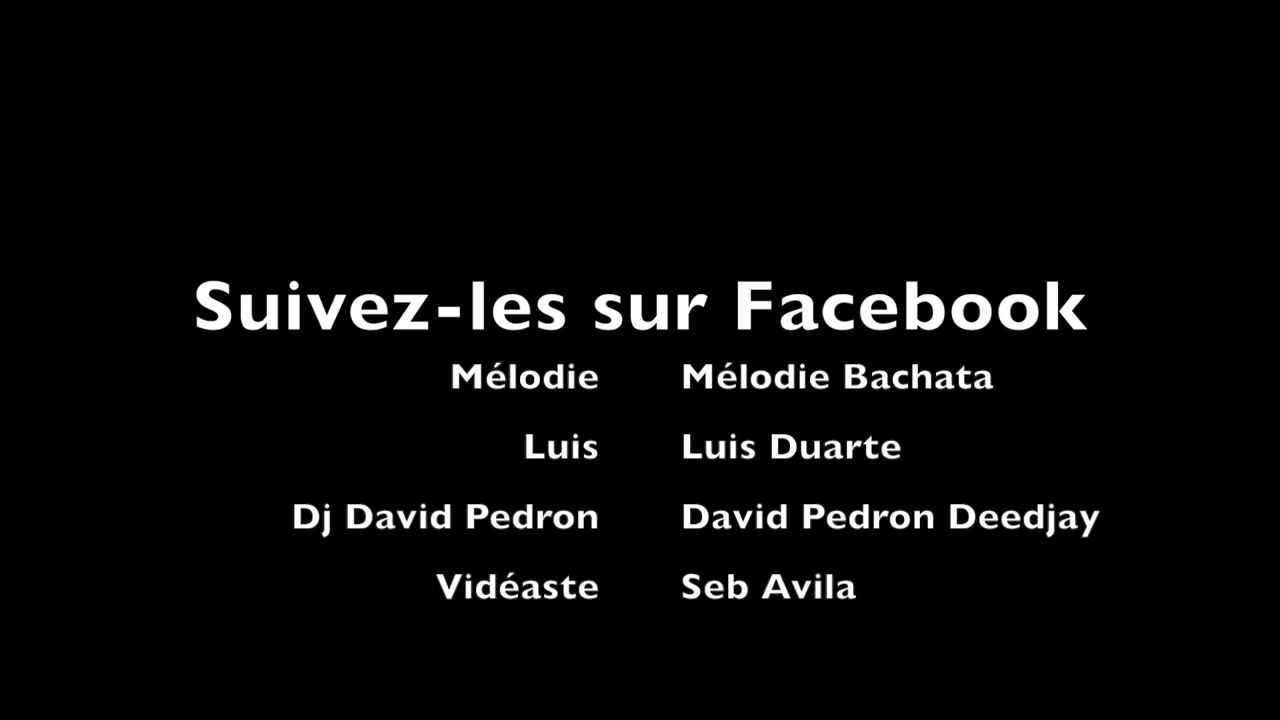 Suivez-les sur Facebook
Mélodie Mélodie Bachata
Luis Luis Duarte
Dj David Pedron David Pedron Deedjay
Vidéaste Seb Avila